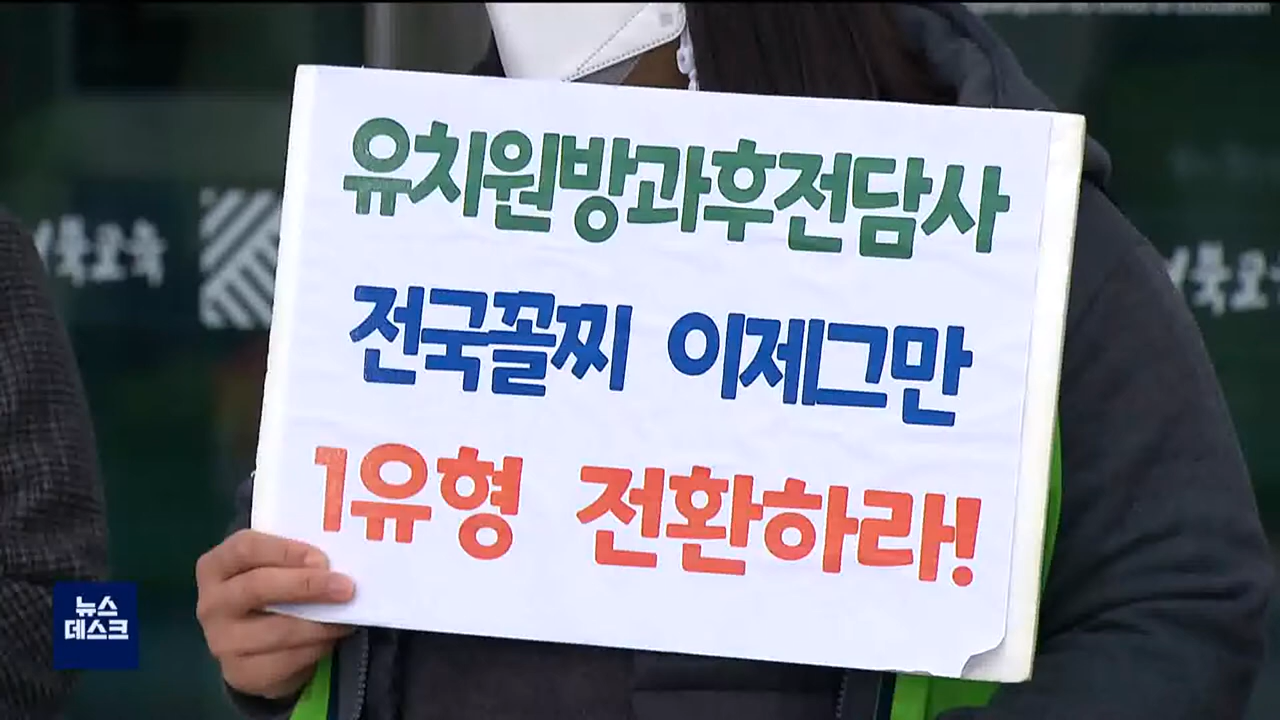 유치원방과후전담사
전국꼴찌 이제그만
1유형 전환하라!
뉴스
데스크